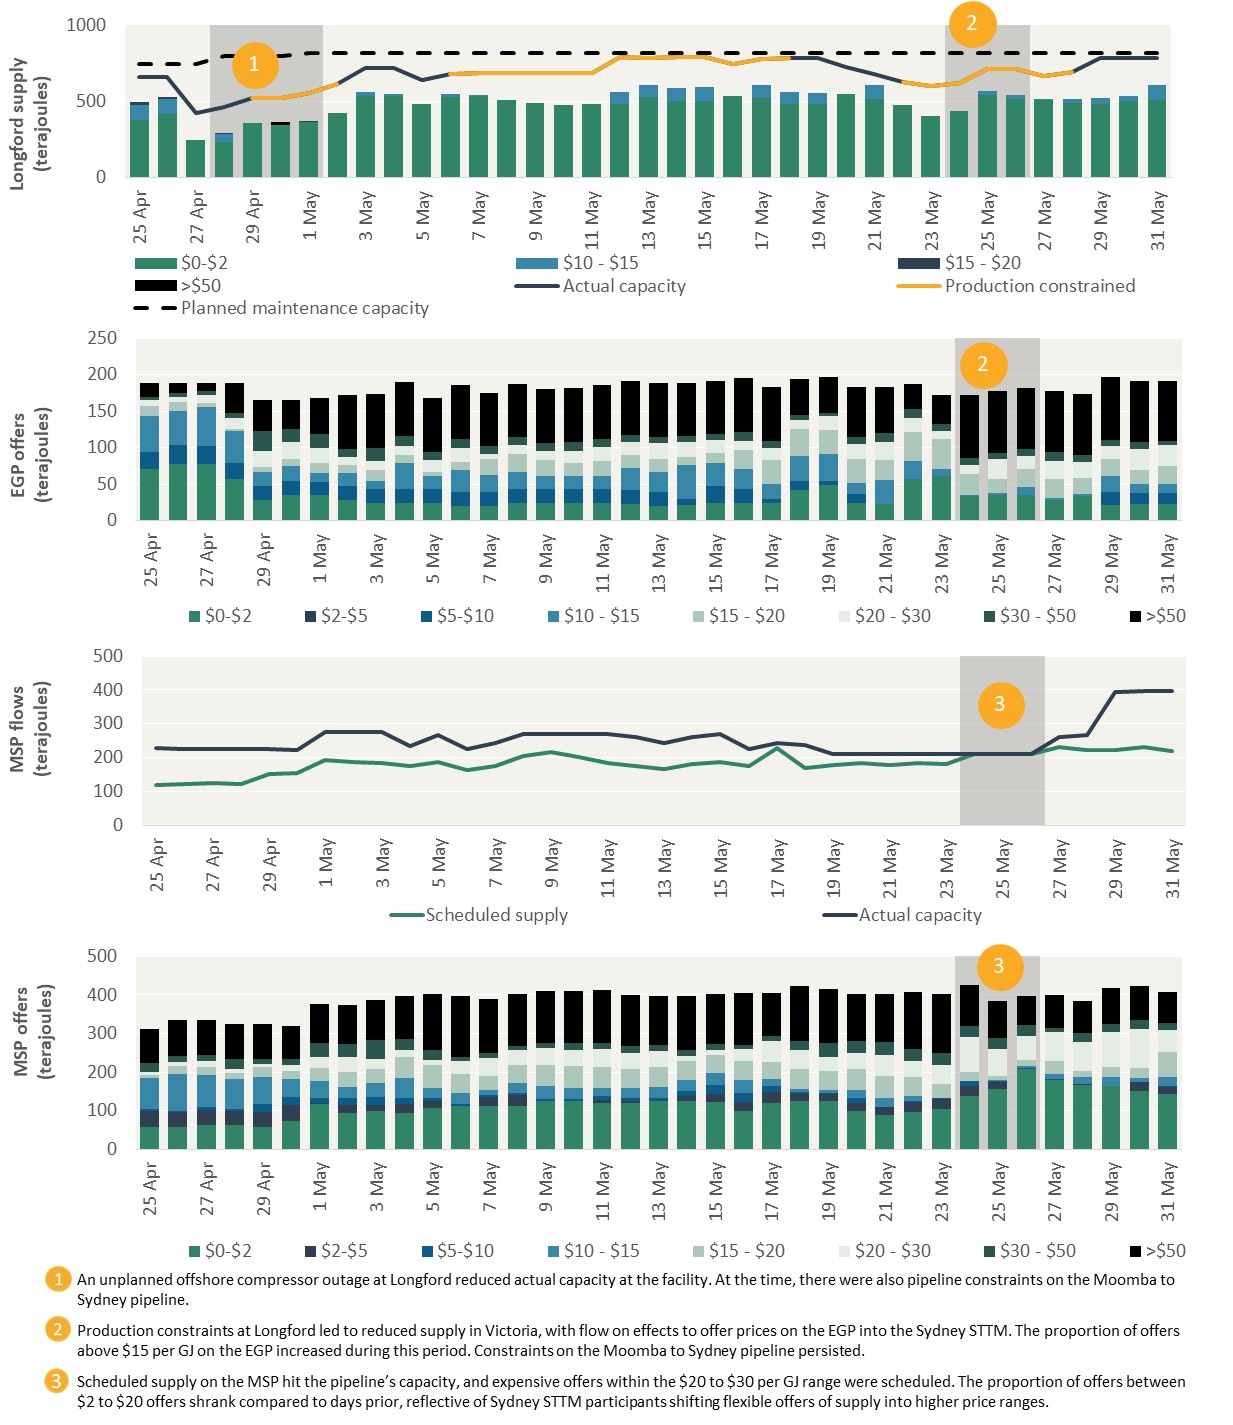 2
1000
500
0
Longford supply
(terajoules)
1
25 Apr
27 Apr
29 Apr
1 May
3 May
5 May
7 May
9 May
11 May
13 May
15 May
17 May
19 May
21 May
23 May
25 May
27 May
29 May
31 May
$0-$2
$10 - $15
$15 - $20
>$50
Actual capacity
Production constrained
Planned maintenance capacity
250
200
150
100
50
0
EGP offers
(terajoules)
2
25 Apr
27 Apr
29 Apr
1 May
3 May
5 May
7 May
9 May
11 May
13 May
15 May
17 May
19 May
21 May
23 May
25 May
27 May
29 May
31 May
$0-$2
$2-$5
$5-$10
$10 - $15
$15 - $20
$20 - $30
$30 - $50
>$50
500
400
300
200
100
0
MSP flows
(terajoules)
3
25 Apr
27 Apr
29 Apr
1 May
3 May
5 May
7 May
9 May
11 May
13 May
15 May
17 May
19 May
21 May
23 May
25 May
27 May
29 May
31 May
Scheduled supply
Actual capacity
500
400
300
200
100
0
MSP offers
(terajoules)
3
25 Apr
27 Apr
29 Apr
1 May
3 May
5 May
7 May
9 May
11 May
13 May
15 May
17 May
19 May
21 May
23 May
25 May
27 May
29 May
31 May
$0-$2
$2-$5
$5-$10
$10 - $15
$15 - $20
$20 - $30
$30 - $50
>$50
1 An unplanned offshore compressor outage at Longford reduced actual capacity at the facility. At the time, there were also pipeline constraints on the Moomba to
Sydney pipeline.
2 Production constraints at Longford led to reduced supply in Victoria, with flow on effects to offer prices on the EGP into the Sydney STTM. The proportion of offers
above $15 per GJ on the EGP increased during this period. Constraints on the Moomba to Sydney pipeline persisted.
3 Scheduled supply on the MSP hit the pipeline's capacity, and expensive offers within the $20 to $30 per GJ range were scheduled. The proportion of offers between
$2 to $20 offers shrank compared to days prior, reflective of Sydney STTM participants shifting flexible offers of supply into higher price ranges.